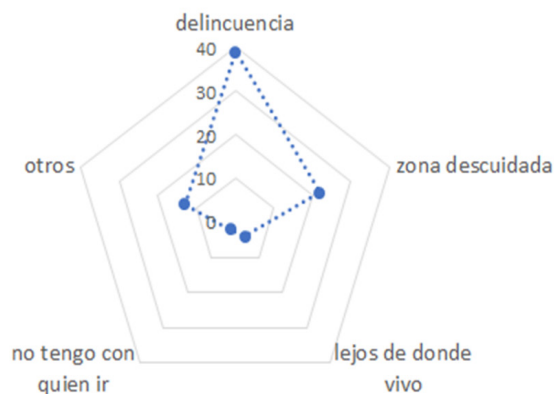 delincuencia
40
30
20
10
0
otros
zona descuidada
no tengo con
quien ir
lejos de donde
vivo